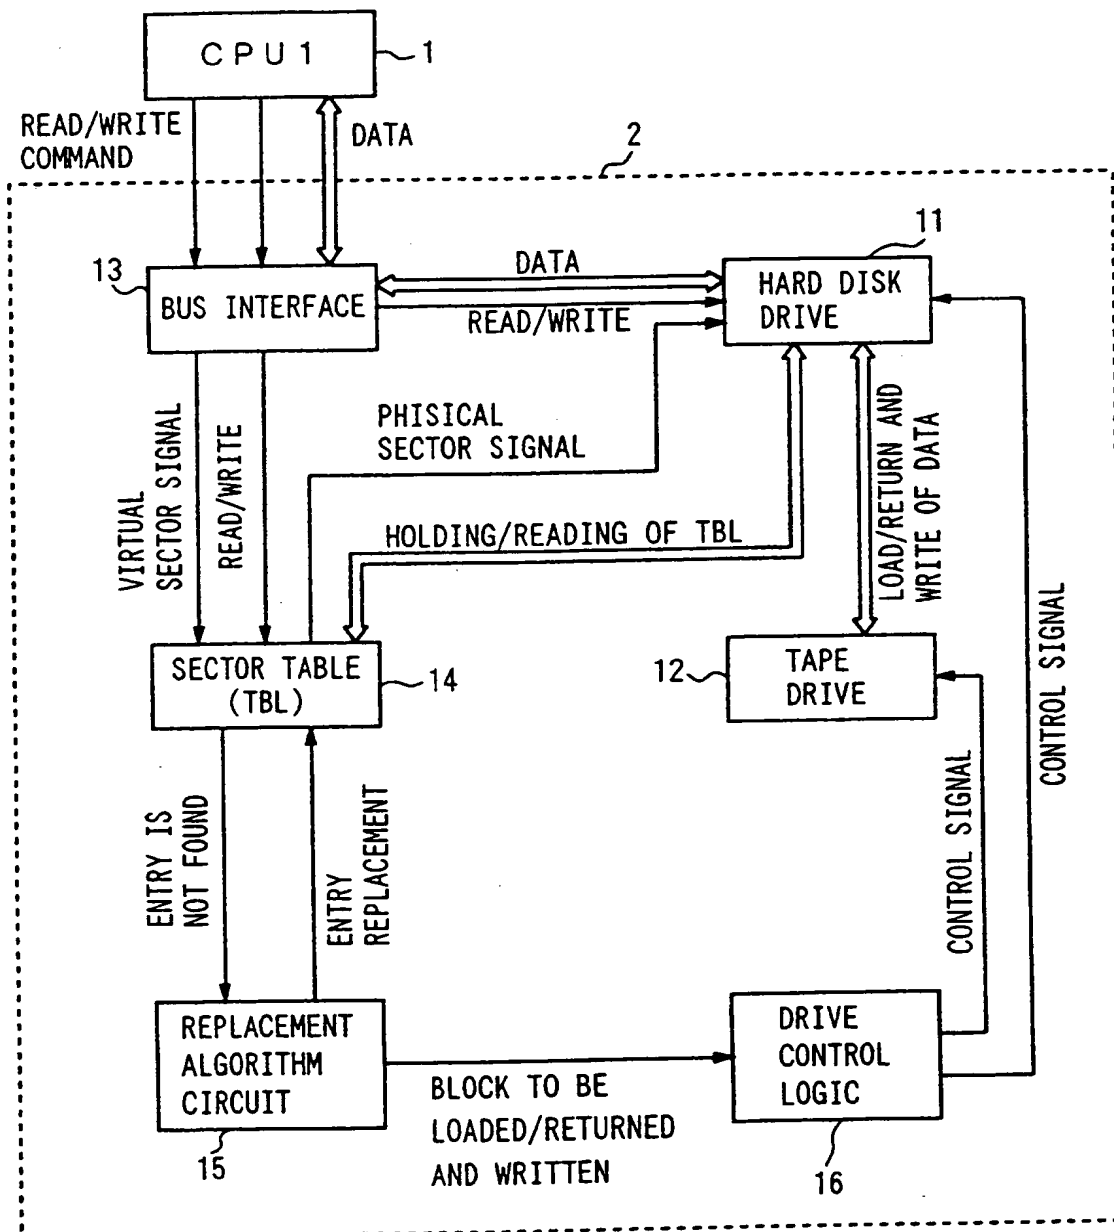 CPU1
1
READ/WRITE
COMMAND
DATA
2
13
BUS INTERFACE
DATA
READ/WRITE
11
HARD DISK
DRIVE
VIRTUAL
SECTOR SIGNAL
READ/WRITE
PHISICAL
SECTOR SIGNAL
HOLDING/READING OF TBL
LOAD/RETURN AND
WRITE OF DATA
CONTROL SIGNAL
SECTOR TABLE
(TBL)
14
12
TAPE
DRIVE
ENTRY IS
NOT FOUND
ENTRY
REPLACEMENT
CONTROL SIGNAL
REPLACEMENT
ALGORITHM
CIRCUIT
15
BLOCK TO BE
LOADED/RETURNED
AND WRITTEN
DRIVE
CONTROL
LOGIC
16